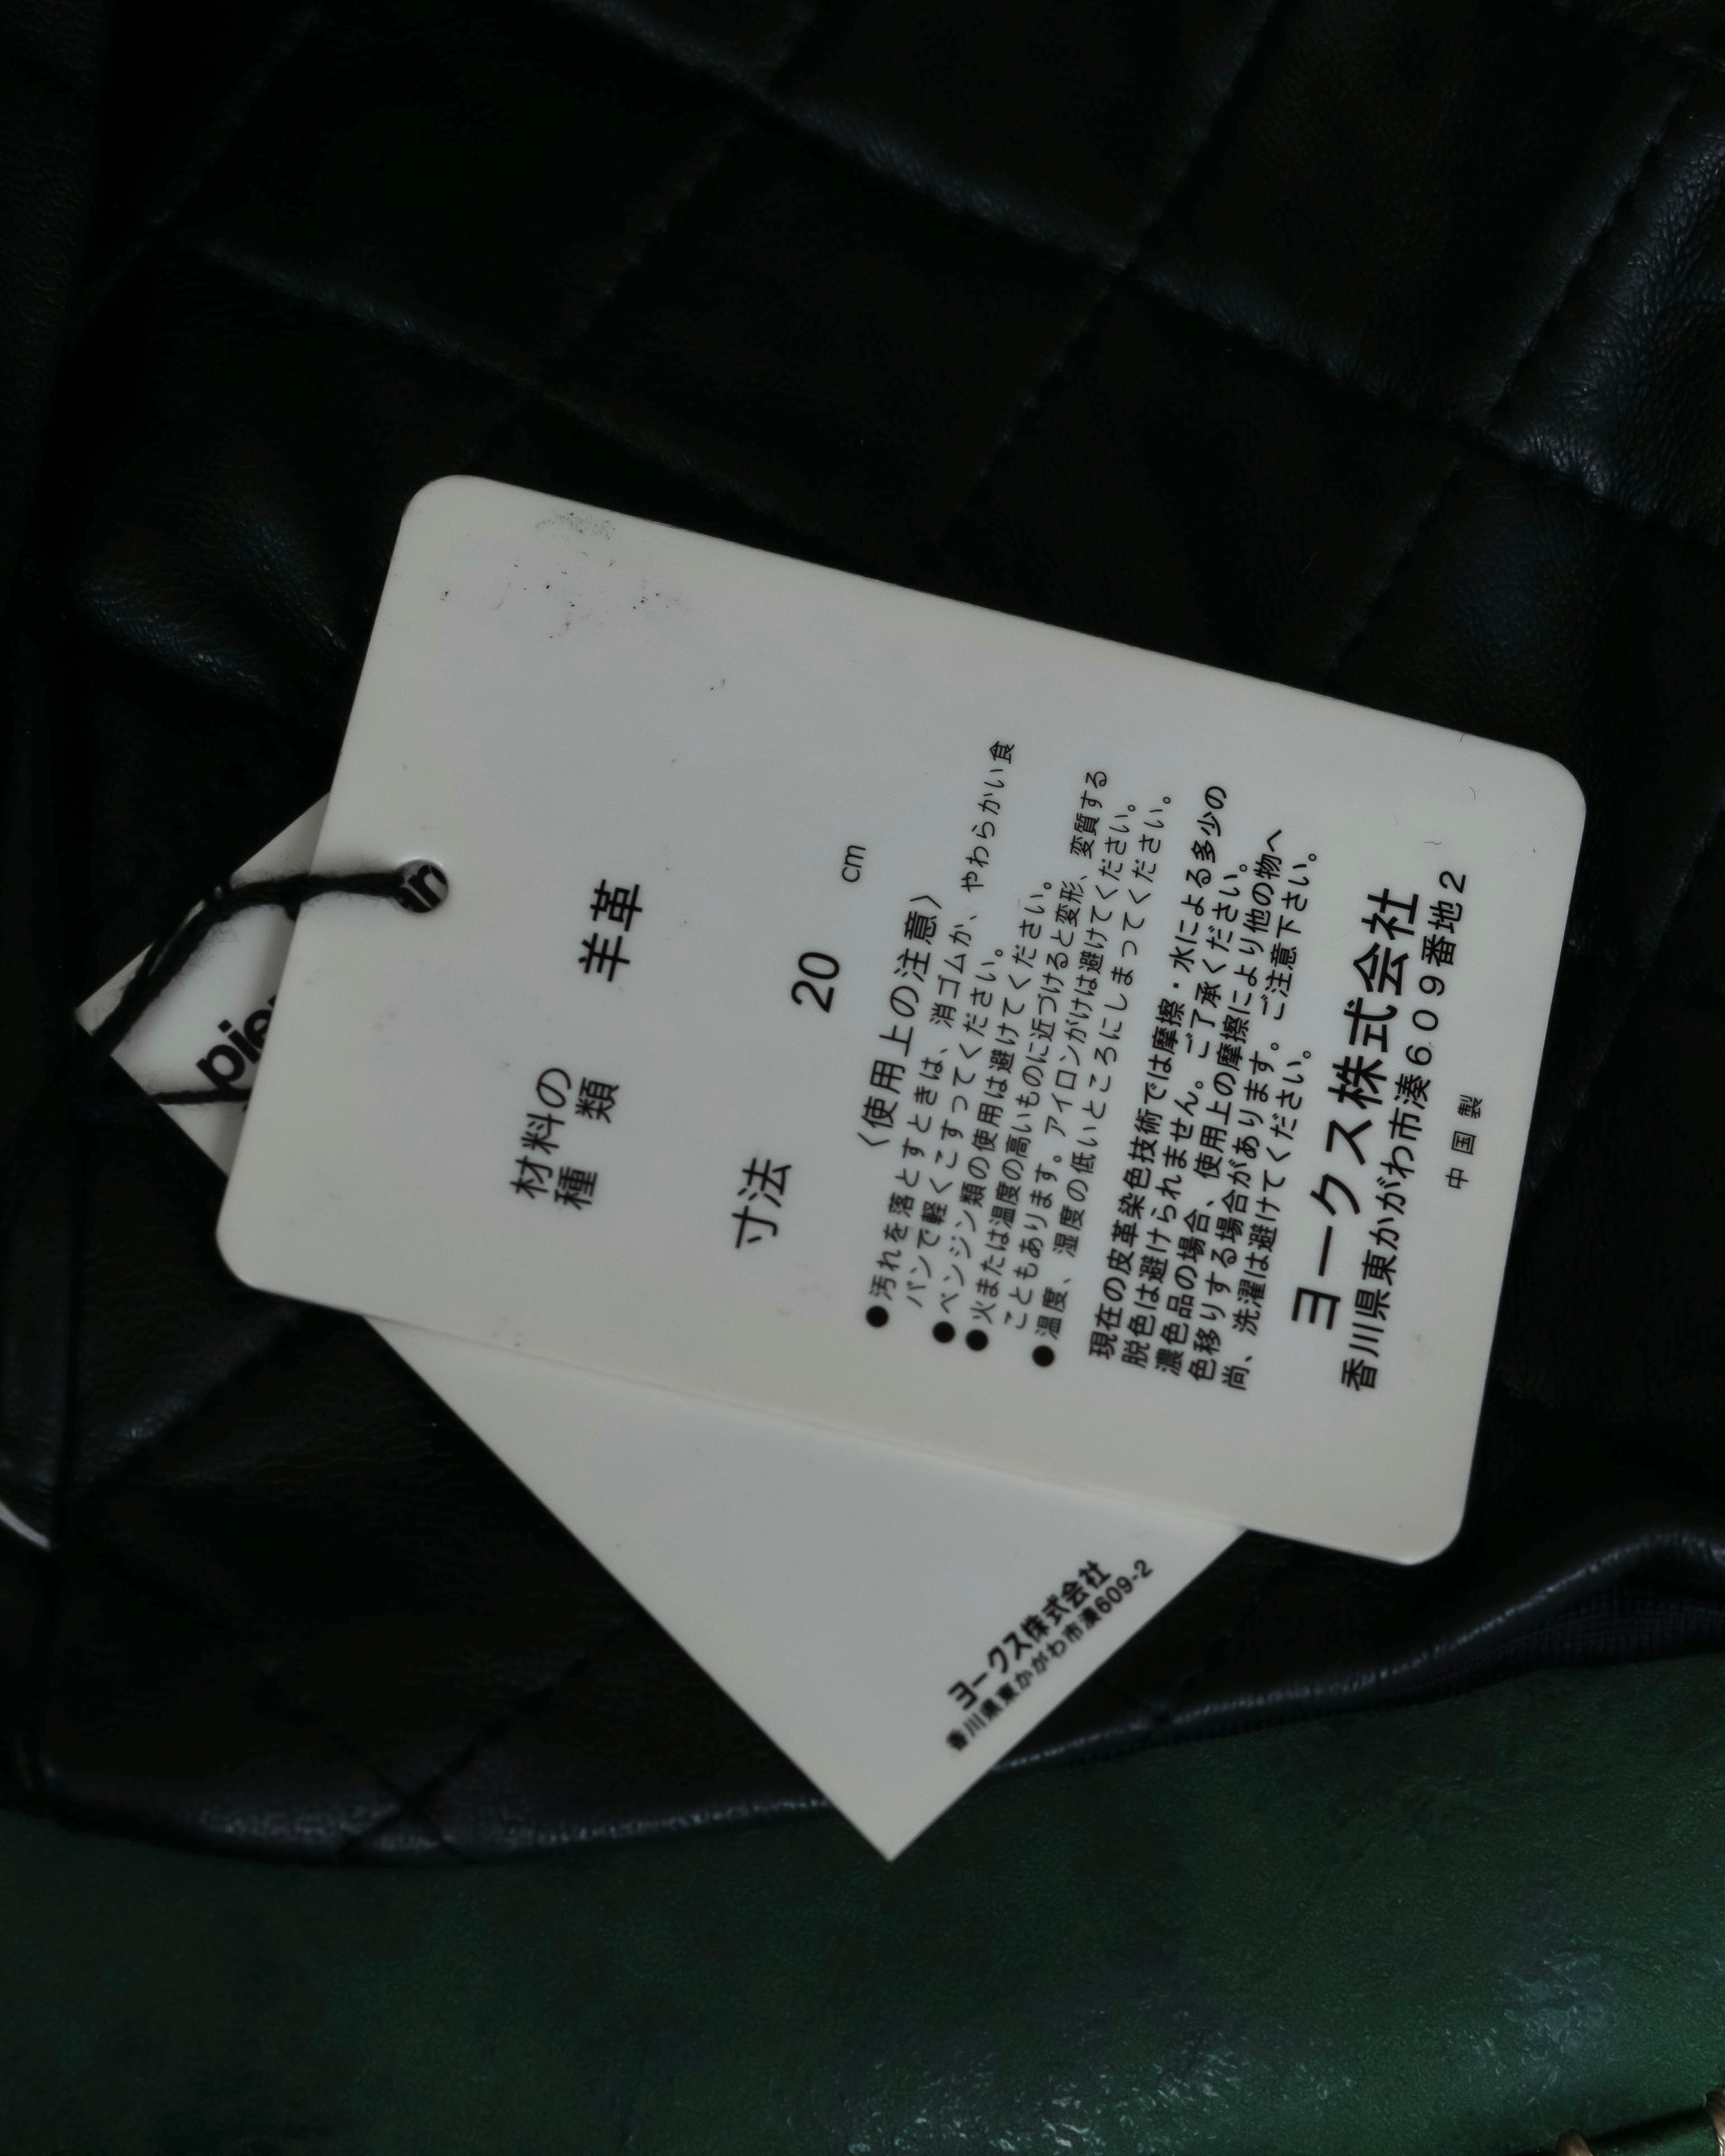 材料の
種　類
羊革
寸法
20
cm
〈使用上の注意〉
●汚れを落とすときは、消ゴムか、やわらかい食
パンで軽くこすってください。
●ベンジン類の使用は避けてください。
●火または温度の高いものに近づけると変形、変質する
こともあります。アイロンがけは避けてください。
●温度、湿度の低いところにしまってください。
現在の皮革染色技術では摩擦・水による多少の
脱色は避けられません。ご了承ください。
濃色品の場合、使用上の摩擦により他の物へ
色移りする場合があります。ご注意下さい。
尚、洗濯は避けてください。
ヨークス株式会社
香川県東かがわ市湊609番地2
中国製
ヨークス株式会社
香川県東かがわ市湊609-2